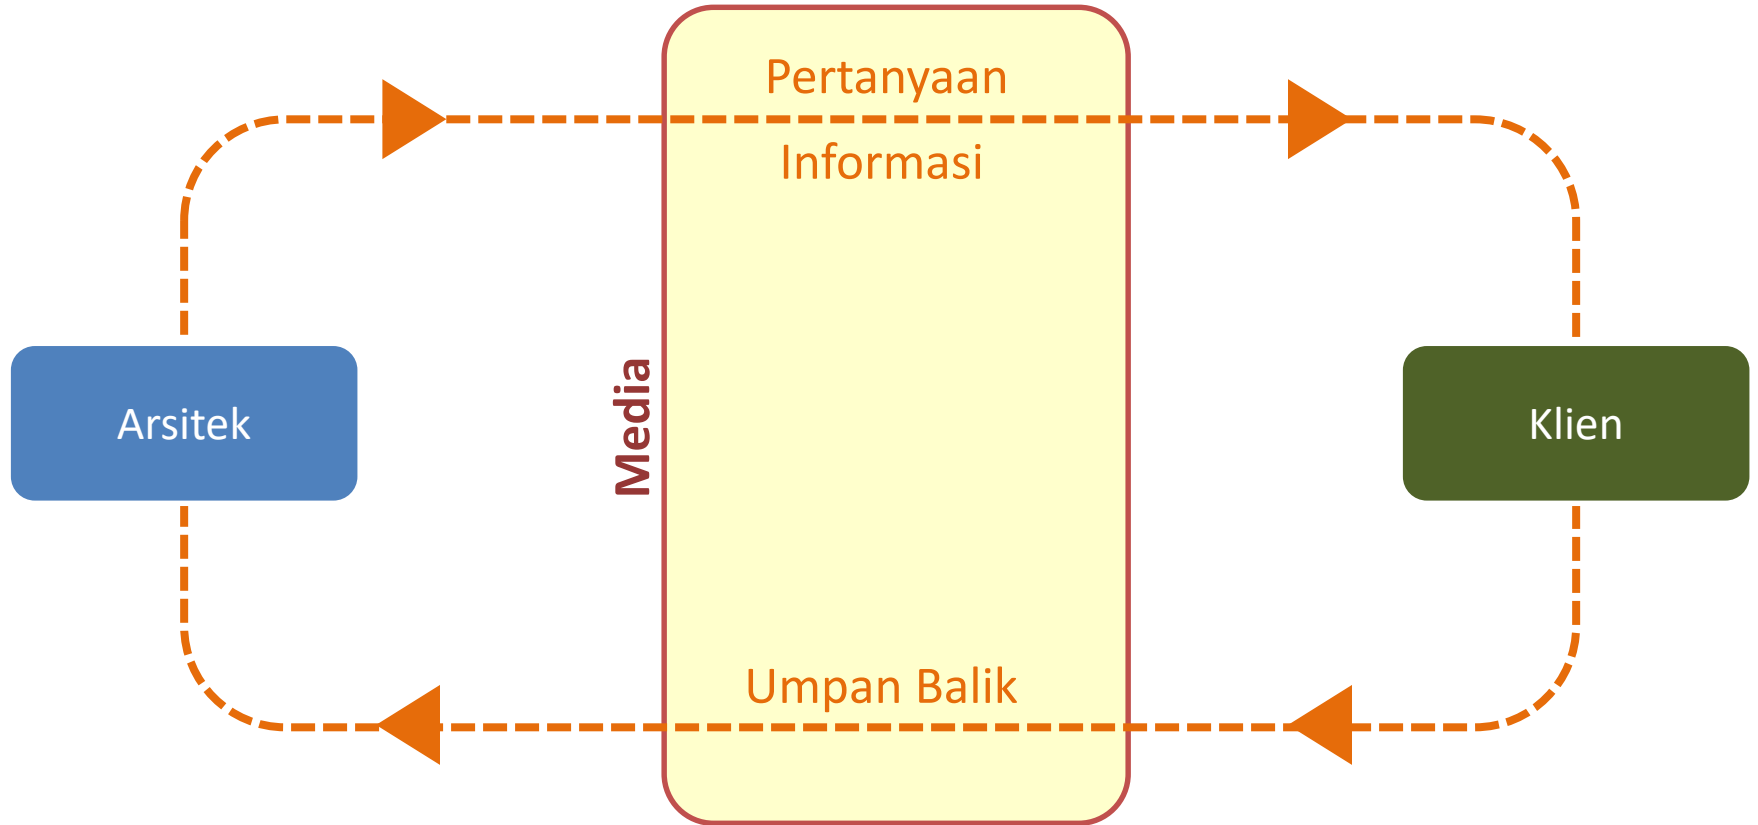 Pertanyaan
Informasi
Arsitek
Media
Klien
Umpan Balik